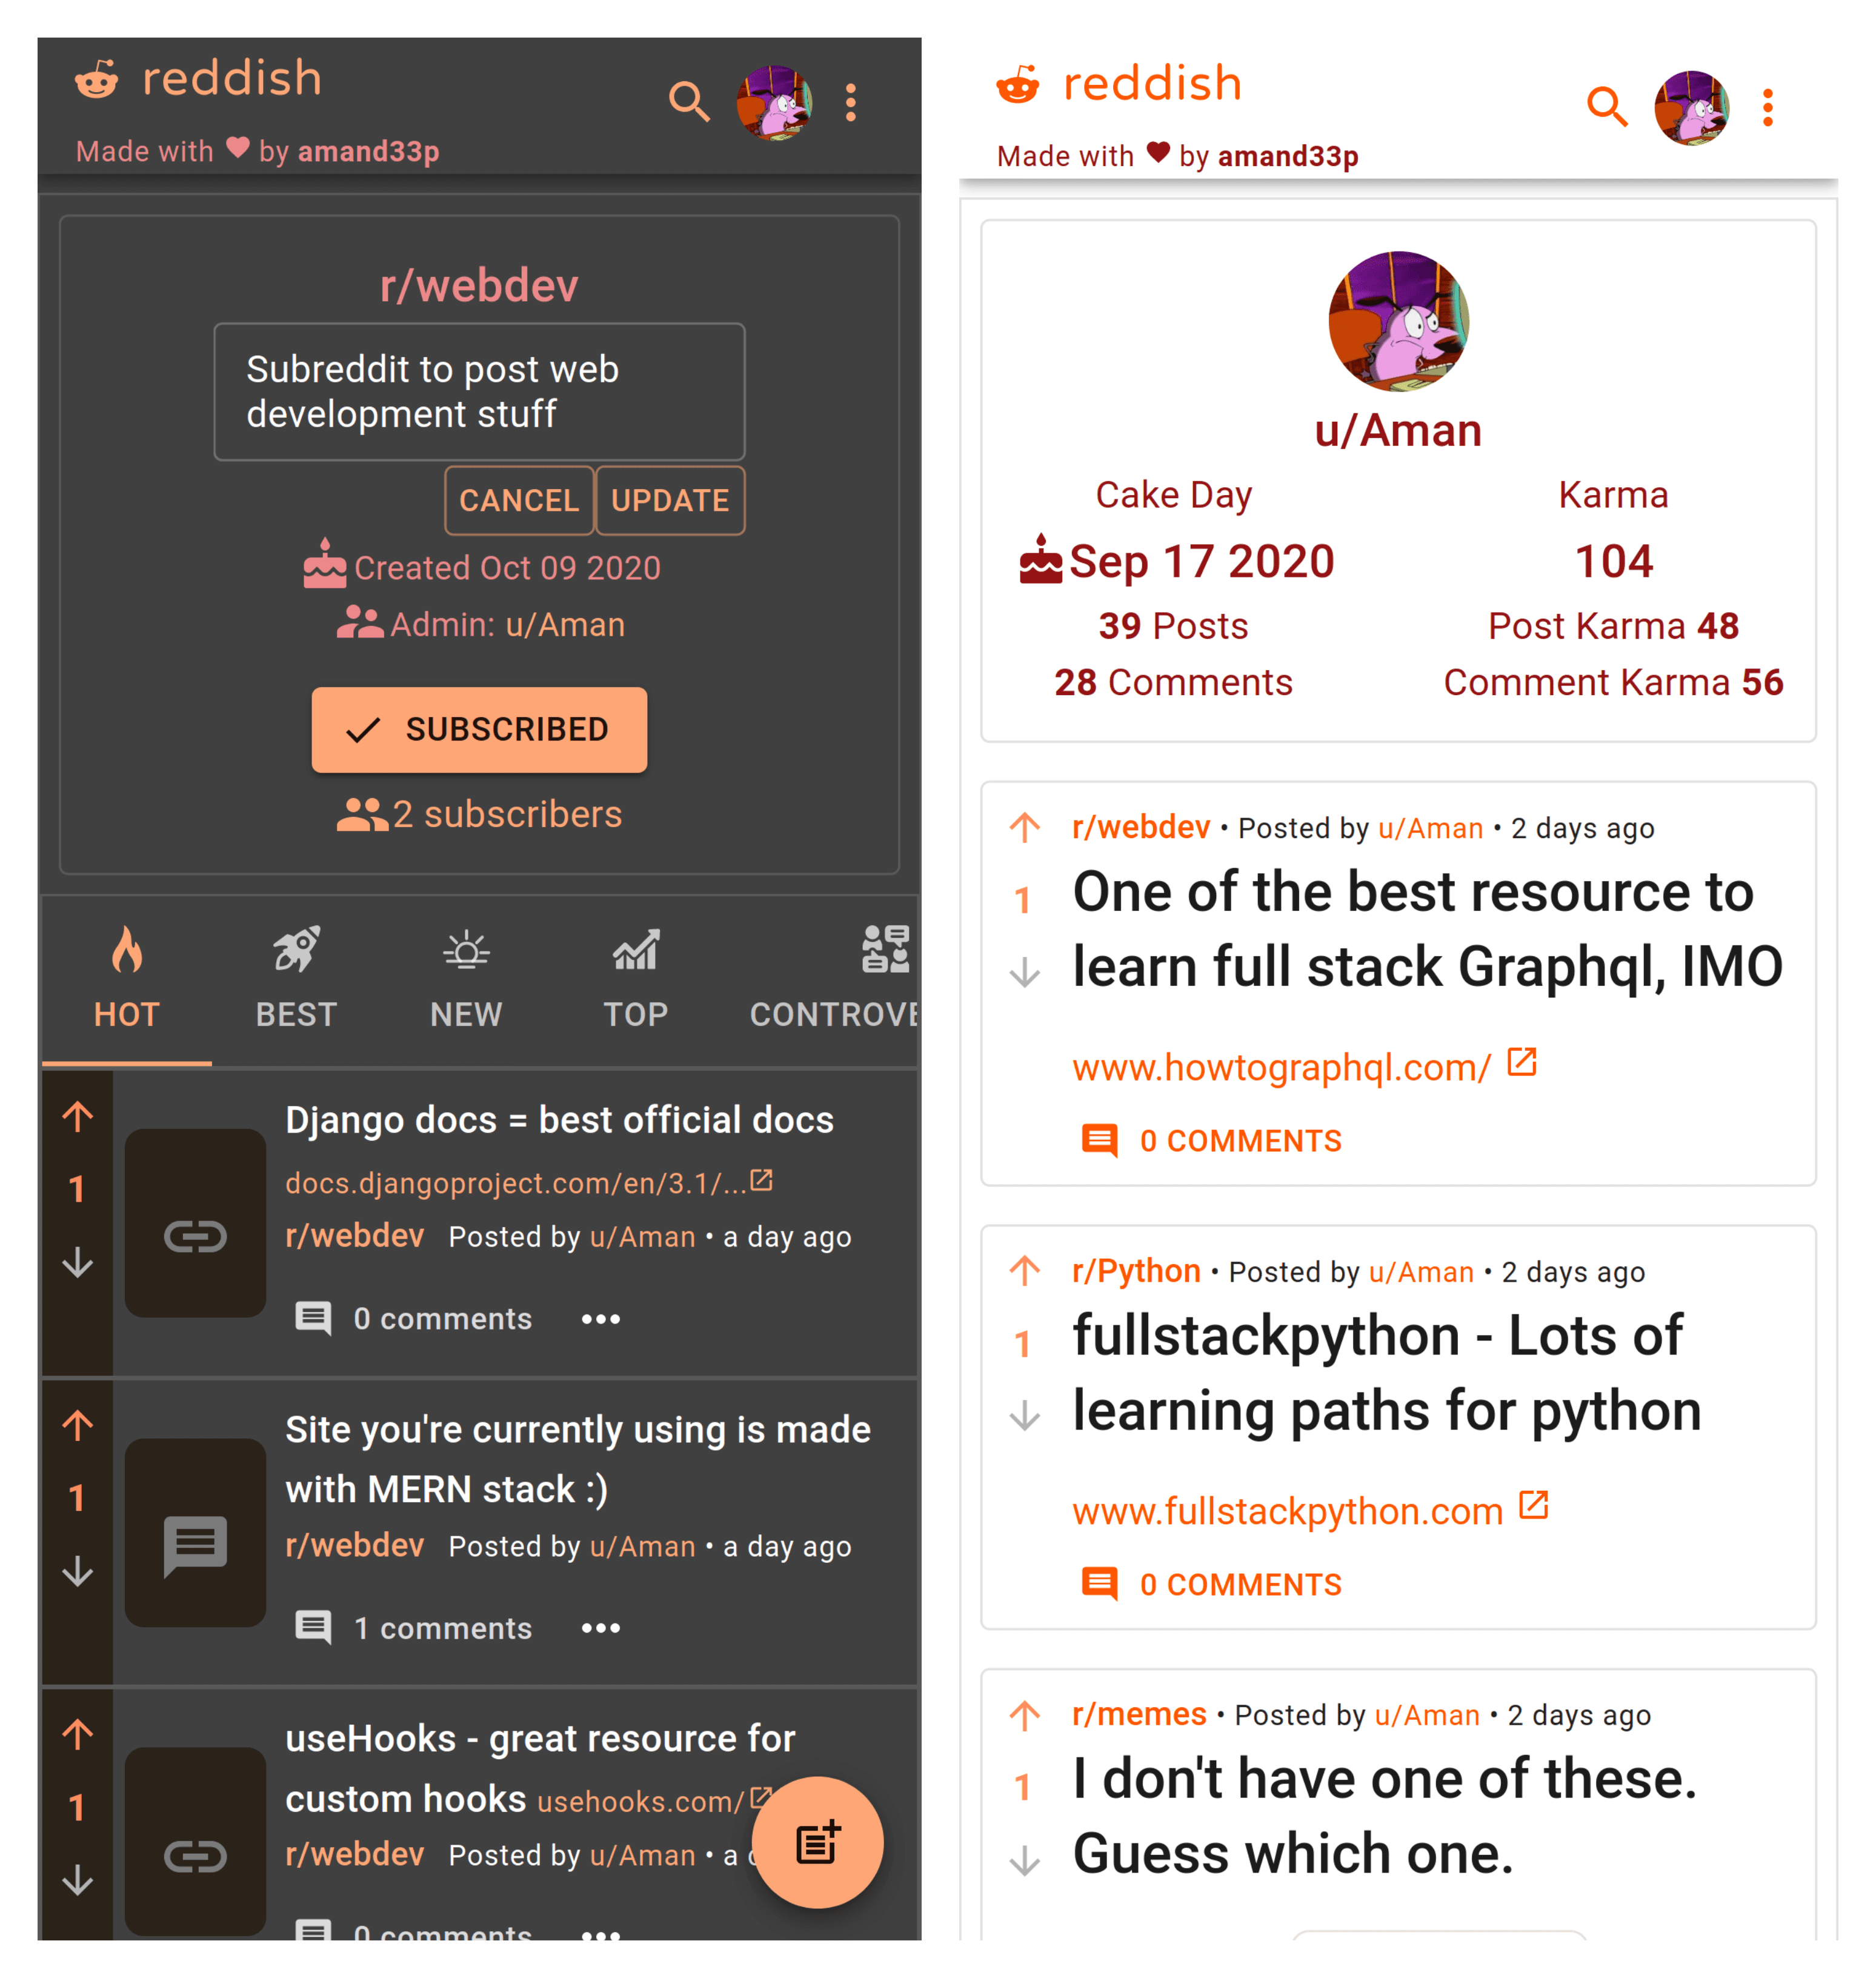 reddish
Made with ♥ by amand33p
r/webdev
Subreddit to post web
development stuff
CANCEL UPDATE
Created Oct 09 2020
Admin: u/Aman
SUBSCRIBED
2 subscribers
HOT BEST NEW TOP CONTROVE
1
Django docs = best official docs
docs.djangoproject.com/en/3.1/...
r/webdev Posted by u/Aman • a day ago
0 comments •••
1
Site you're currently using is made
with MERN stack :)
r/webdev Posted by u/Aman • a day ago
1 comments •••
1
useHooks - great resource for
custom hooks usehooks.com/
r/webdev Posted by u/Aman • a
0 comments •••
reddish
Made with ♥ by amand33p
u/Aman
Cake Day Karma
Sep 17 2020 104
39 Posts Post Karma 48
28 Comments Comment Karma 56
r/webdev • Posted by u/Aman • 2 days ago
1 One of the best resource to
learn full stack Graphql, IMO
www.howtographql.com/
0 COMMENTS
r/Python • Posted by u/Aman • 2 days ago
1 fullstackpython - Lots of
learning paths for python
www.fullstackpython.com
0 COMMENTS
r/memes • Posted by u/Aman • 2 days ago
1 I don't have one of these.
Guess which one.